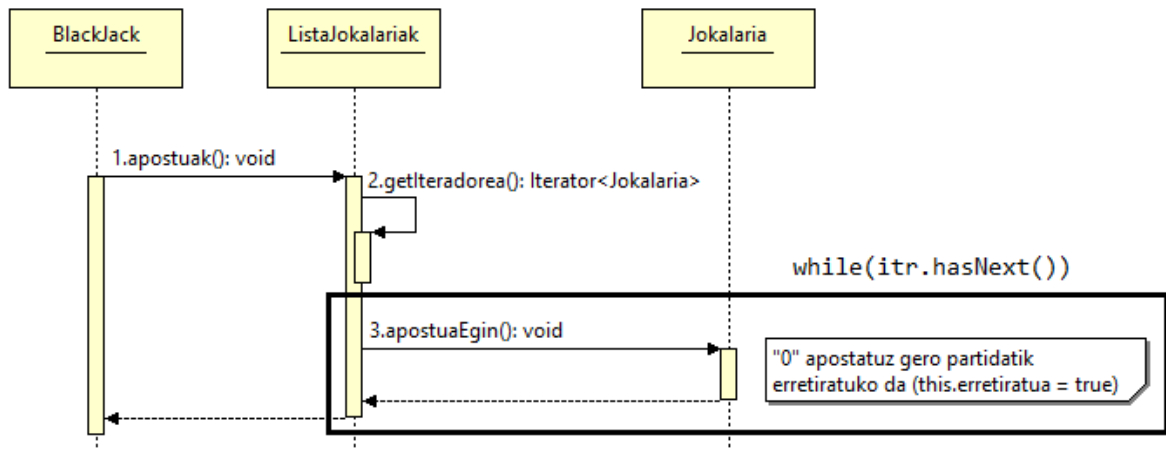 BlackJack
ListaJokalariak
Jokalaria
1.apostuak(): void
2.getIteradorea(): Iterator<Jokalaria>
while(itr.hasNext())
3.apostuaEgin(): void
"0" apostatuz gero partidatik
erretiratuko da (this.erretiratua = true)